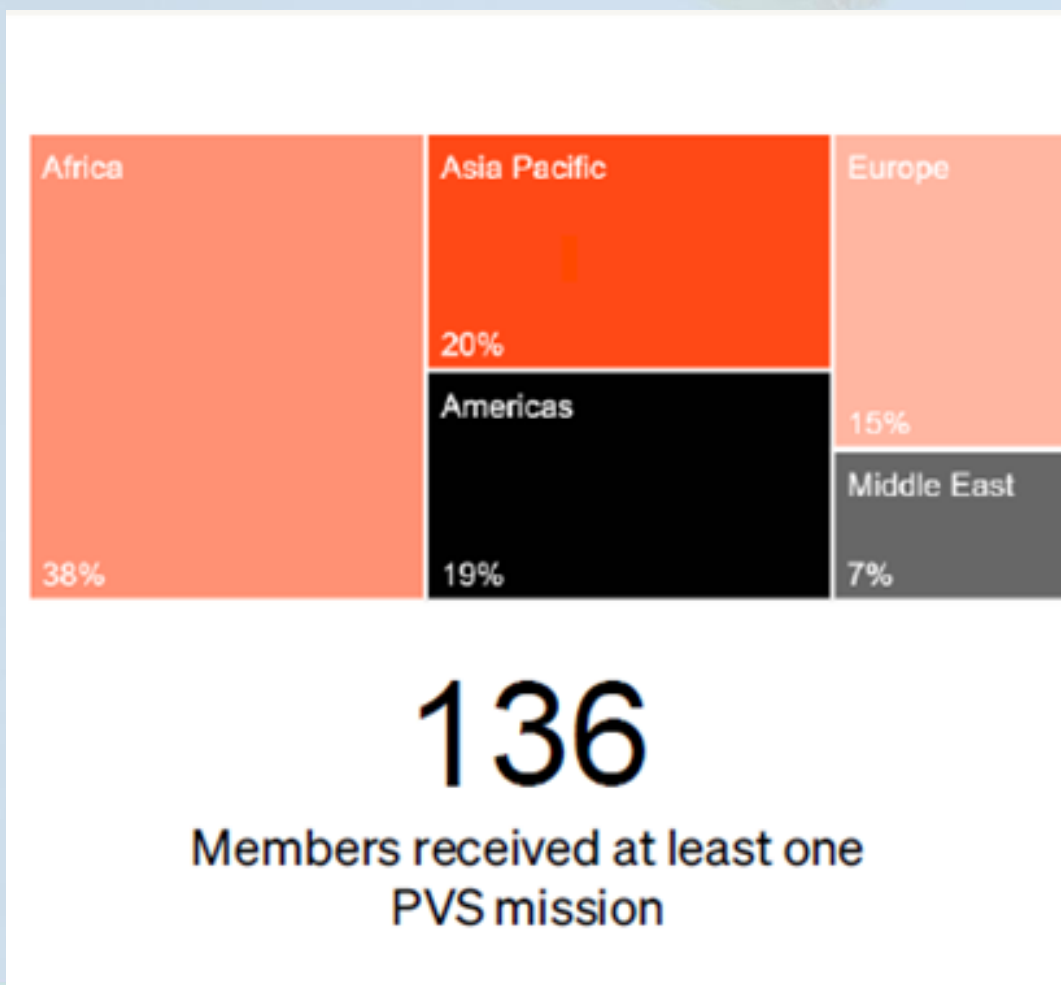 Africa
38%
Asia Pacific
20%
Americas
19%
Europe
15%
Middle East
7%
136
Members received at least one
PVS mission